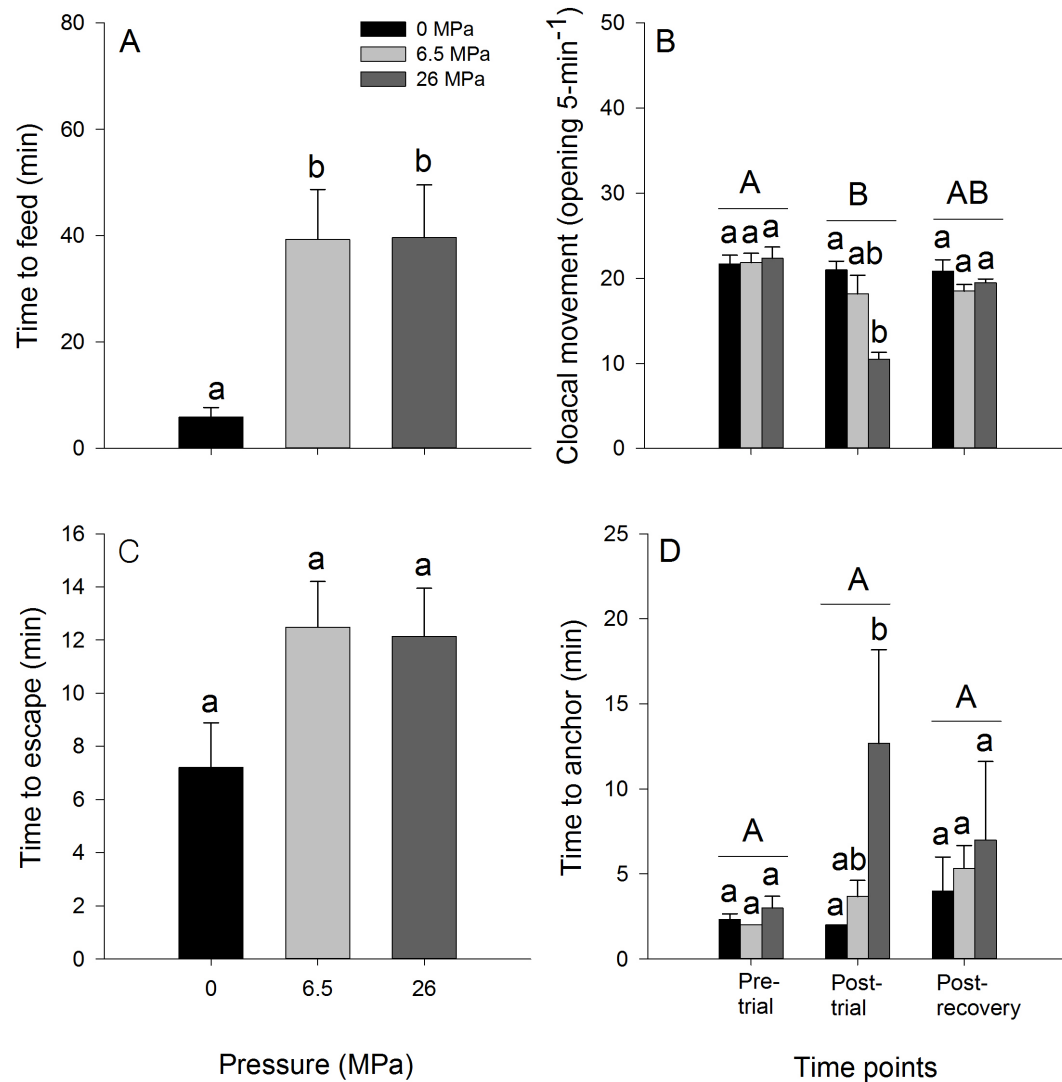 A
0 MPa
6.5 MPa
26 MPa
Time to feed (min)
80
60
40
20
0
a
b
b
B
Cloacal movement (opening 5-min⁻¹)
50
40
30
20
10
0
A
B
AB
a a a
a ab b
a a a
C
Time to escape (min)
16
14
12
10
8
6
4
2
0
a
a
a
0
6.5
26
Pressure (MPa)
D
Time to anchor (min)
25
20
15
10
5
0
A
A
A
a a a
a ab b
a a a
Pre-
trial
Post-
trial
Post-
recovery
Time points